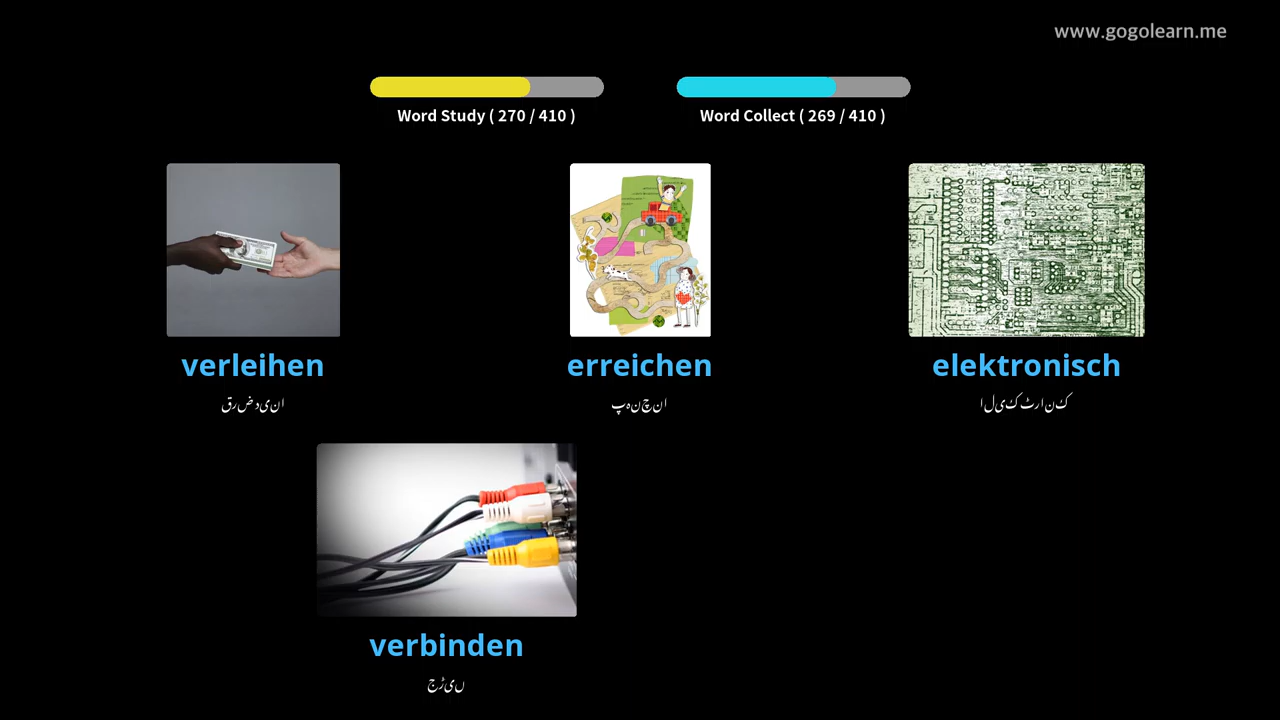 www.gogolearn.me
Word Study ( 270 / 410 )
Word Collect ( 269 / 410 )
verleihen
قرض دینا
erreichen
پہنچنا
elektronisch
الیکٹرانک
verbinden
جڑیں